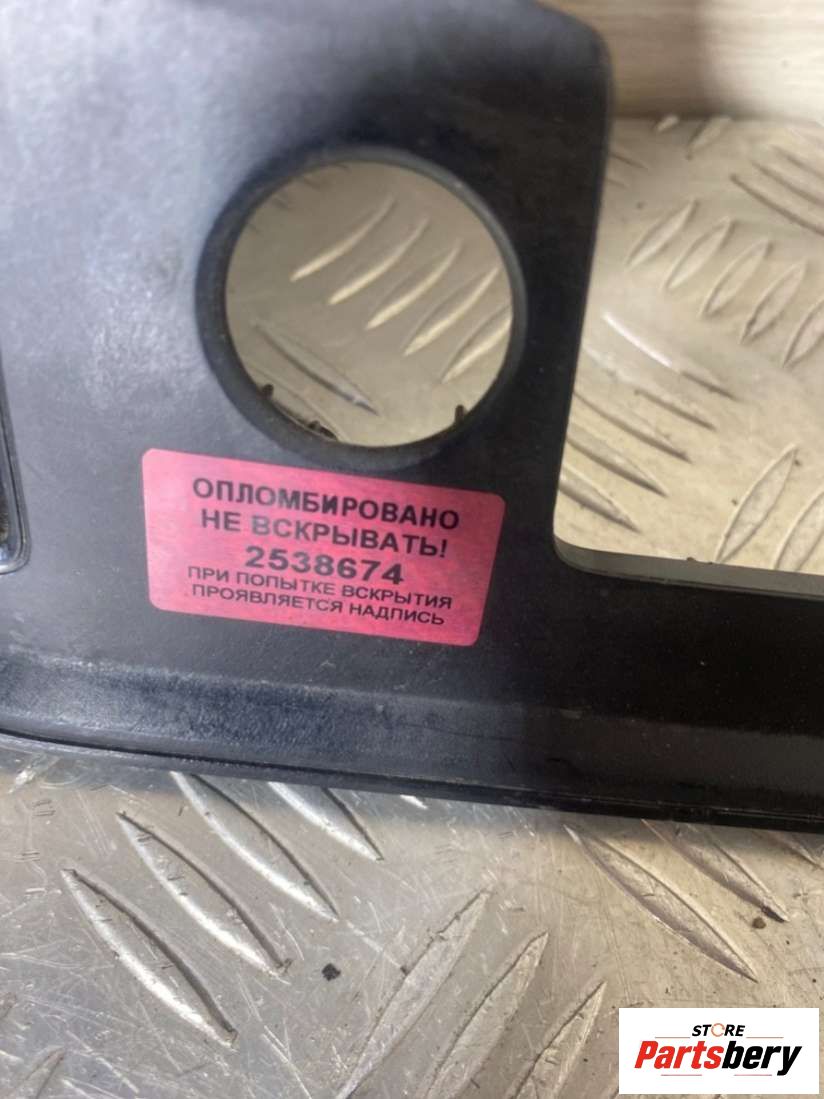 ОПЛОМБИРОВАНО
НЕ ВСКРЫВАТЬ!
2538674
ПРИ ПОПЫТКЕ ВСКРЫТИЯ
ПРОЯВЛЯЕТСЯ НАДПИСЬ
STORE
Partsbery